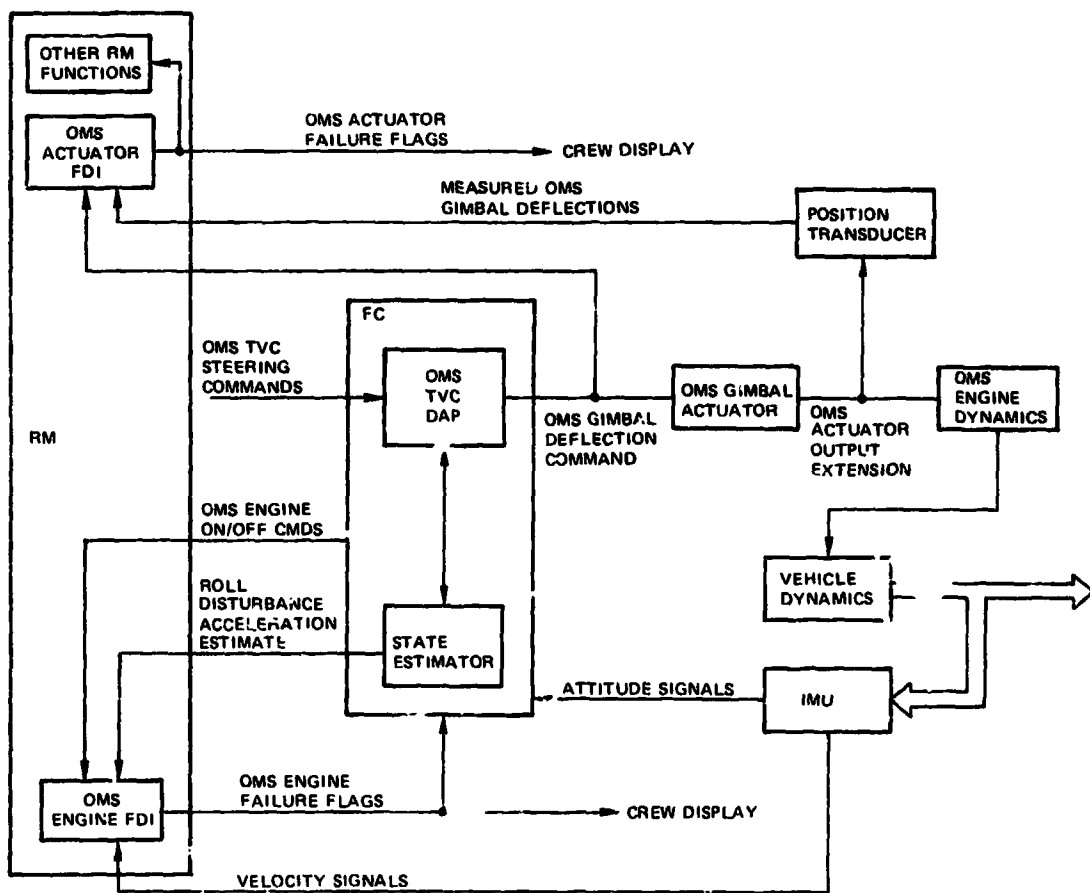 OTHER RM
FUNCTIONS
OMS
ACTUATOR
FDI
OMS ACTUATOR
FAILURE FLAGS
CREW DISPLAY
MEASURED OMS
GIMBAL DEFLECTIONS
POSITION
TRANSDUCER
FC
OMS TVC
STEERING
COMMANDS
OMS
TVC
DAP
OMS GIMBAL
DEFLECTION
COMMAND
OMS GIMBAL
ACTUATOR
OMS
ACTUATOR
OUTPUT
EXTENSION
OMS
ENGINE
DYNAMICS
RM
OMS ENGINE
ON/OFF CMDS
ROLL
DISTURBANCE
ACCELERATION
ESTIMATE
STATE
ESTIMATOR
VEHICLE
DYNAMICS
ATTITUDE SIGNALS
IMU
OMS
ENGINE FDI
OMS ENGINE
FAILURE FLAGS
CREW DISPLAY
VELOCITY SIGNALS